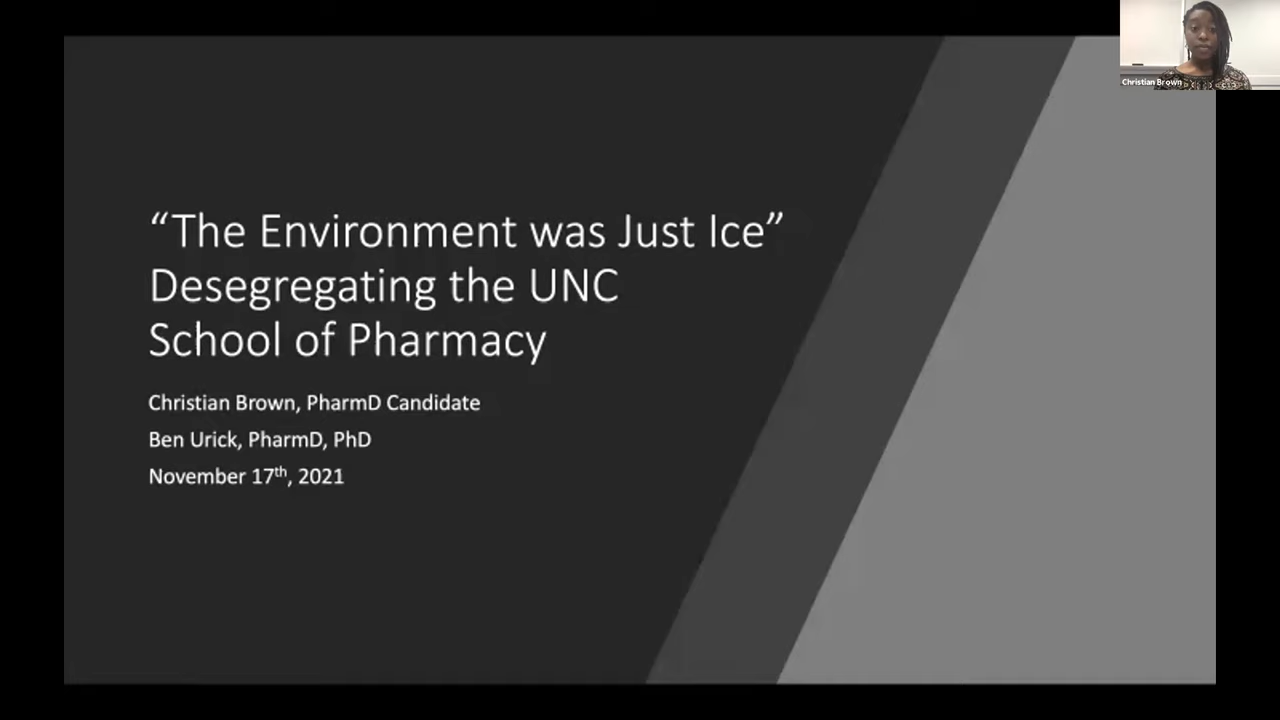 “The Environment was Just Ice”
Desegregating the UNC
School of Pharmacy
Christian Brown, PharmD Candidate
Ben Urick, PharmD, PhD
November 17th, 2021
Christian Brown